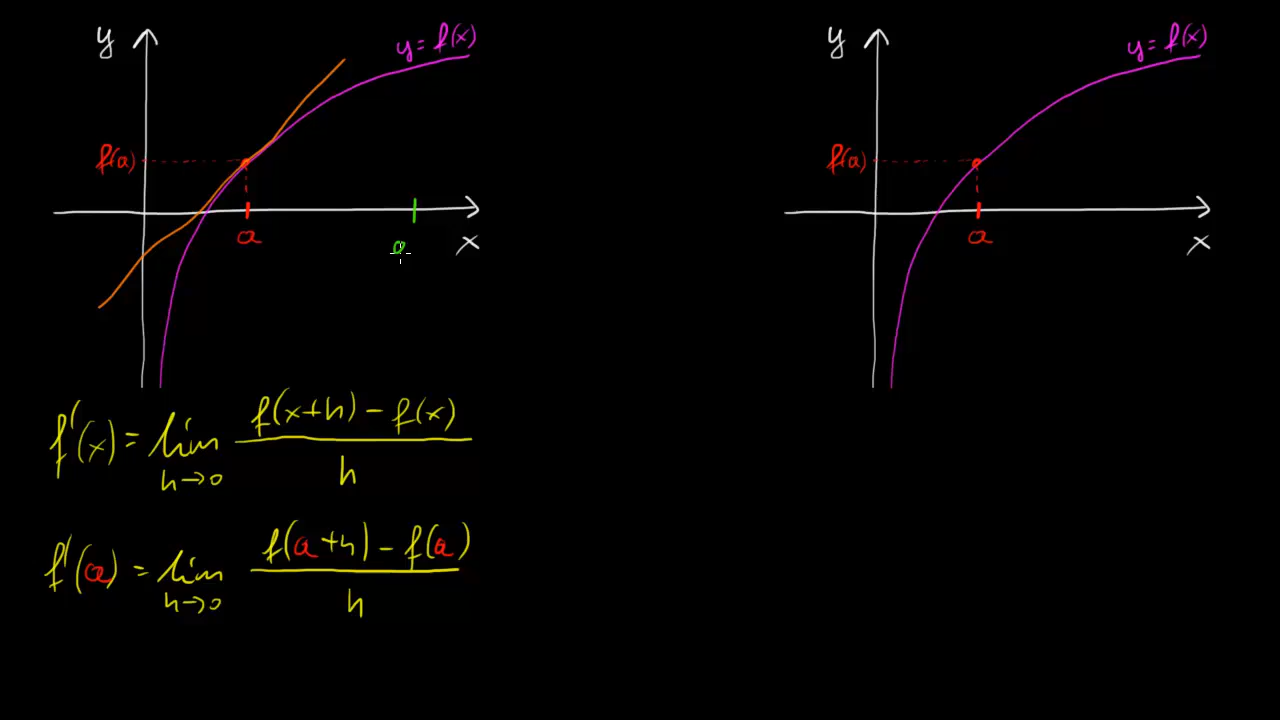 y
y = f(x)
f(a)
a
x
y
y = f(x)
f(a)
a
x
f'(x) = lim h→0 f(x+h) - f(x) / h
f'(a) = lim h→0 f(a+h) - f(a) / h